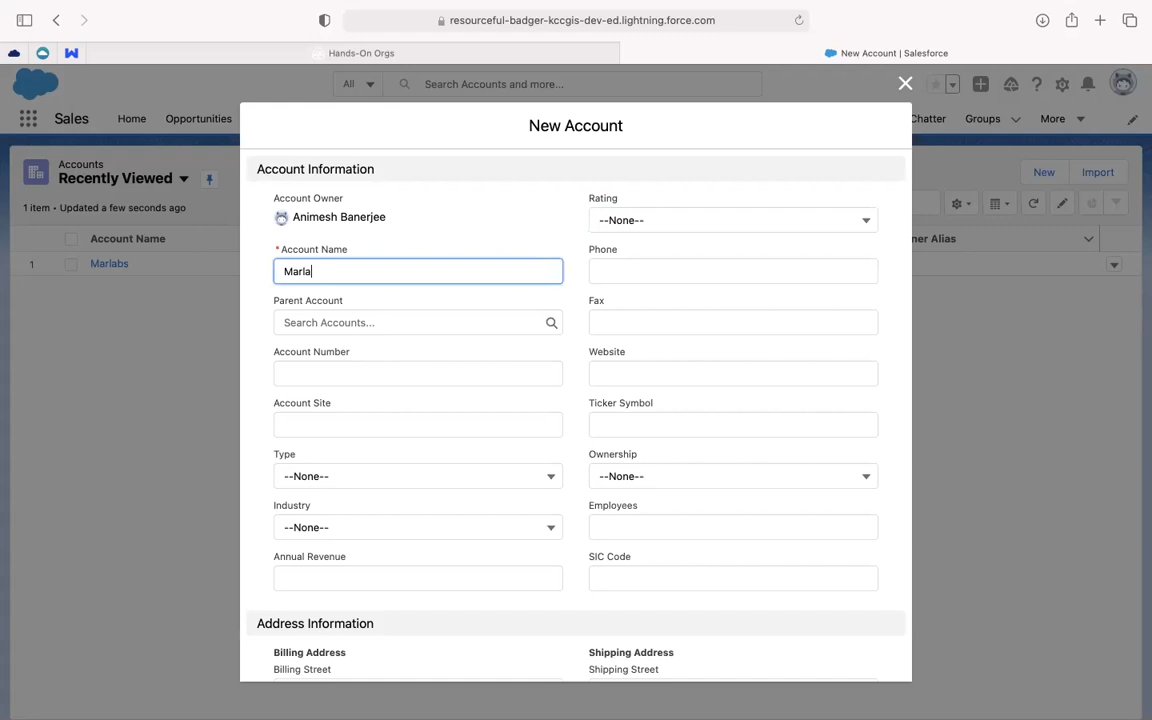 resourceful-badger-kccgis-dev-ed.lightning.force.com
Hands-On Orgs
New Account | Salesforce
All
Search Accounts and more...
Sales
Home
Opportunities
Chatter
Groups
More
Accounts
Recently Viewed
1 item • Updated a few seconds ago
New
Import
Account Name
ner Alias
1
Marlabs
New Account
Account Information
Account Owner
Animesh Banerjee
Rating
--None--
* Account Name
Marla
Phone
Parent Account
Search Accounts...
Fax
Account Number
Website
Account Site
Ticker Symbol
Type
--None--
Ownership
--None--
Industry
--None--
Employees
Annual Revenue
SIC Code
Address Information
Billing Address
Shipping Address
Billing Street
Shipping Street